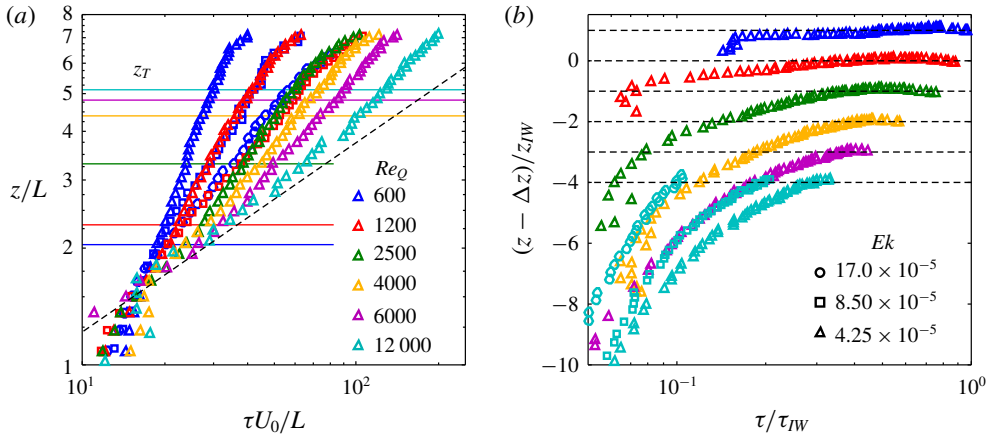 (a)
8
7
6
5
4
3
2
1
z/L
z_T
Re_Q
600
1200
2500
4000
6000
12 000
10^1
10^2
τU_0/L
(b)
2
0
−2
−4
−6
−8
−10
(z − Δz)/z_IW
Ek
17.0 × 10^−5
8.50 × 10^−5
4.25 × 10^−5
10^−1
10^0
τ/τ_IW